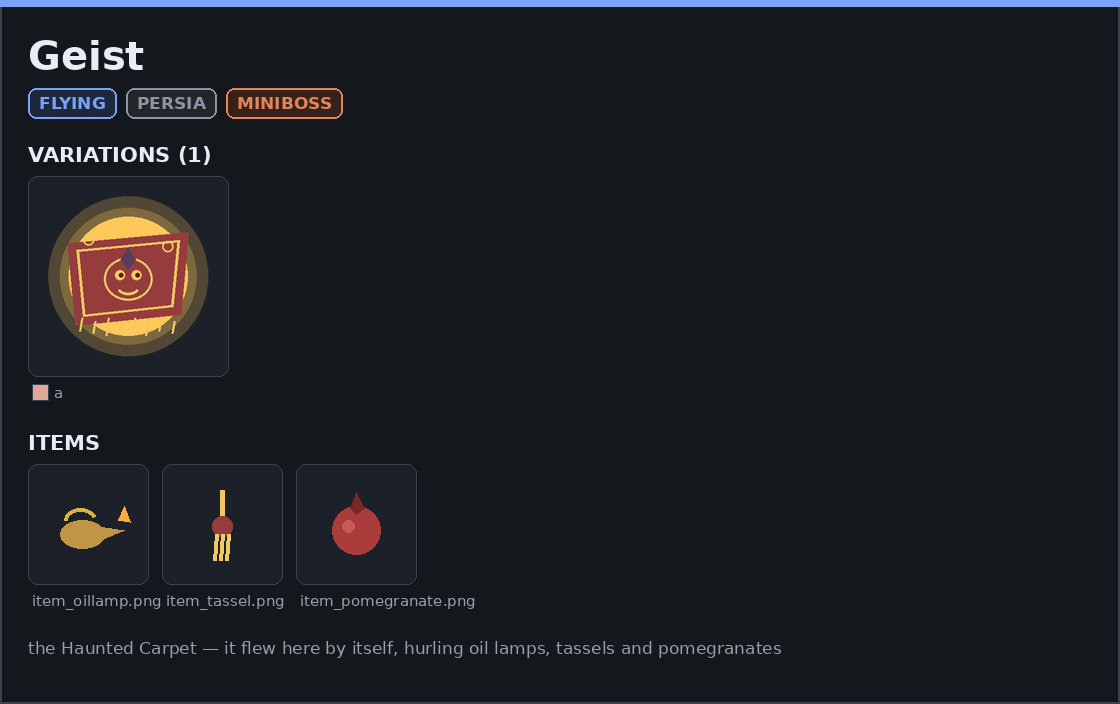 Geist
FLYING PERSIA MINIBOSS
VARIATIONS (1)
a
ITEMS
item_oillamp.png item_tassel.png item_pomegranate.png
the Haunted Carpet — it flew here by itself, hurling oil lamps, tassels and pomegranates